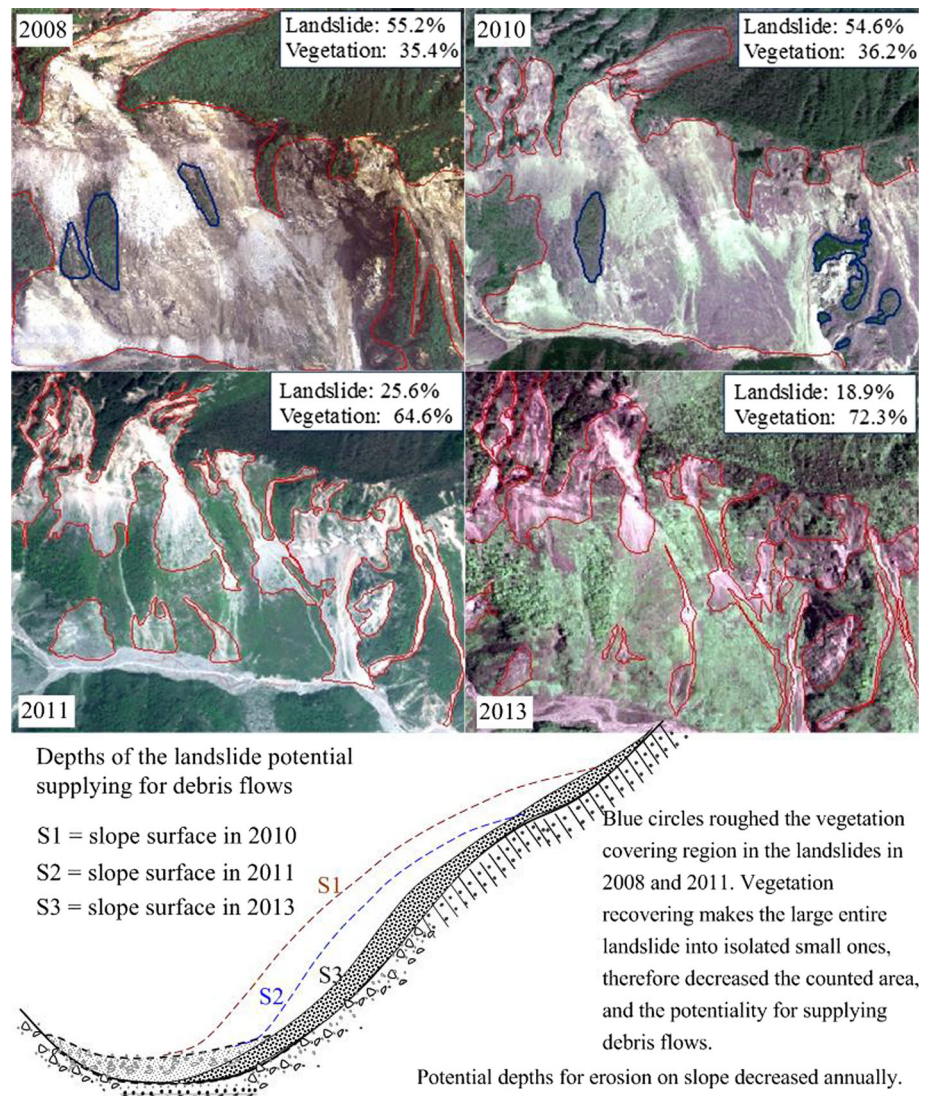 2008
Landslide: 55.2%
Vegetation: 35.4%
2010
Landslide: 54.6%
Vegetation: 36.2%
Landslide: 25.6%
Vegetation: 64.6%
2011
Landslide: 18.9%
Vegetation: 72.3%
2013
Depths of the landslide potential
supplying for debris flows
S1 = slope surface in 2010
S2 = slope surface in 2011
S3 = slope surface in 2013
S1
S2
S3
Blue circles roughed the vegetation
covering region in the landslides in
2008 and 2011. Vegetation
recovering makes the large entire
landslide into isolated small ones,
therefore decreased the counted area,
and the potentiality for supplying
debris flows.
Potential depths for erosion on slope decreased annually.